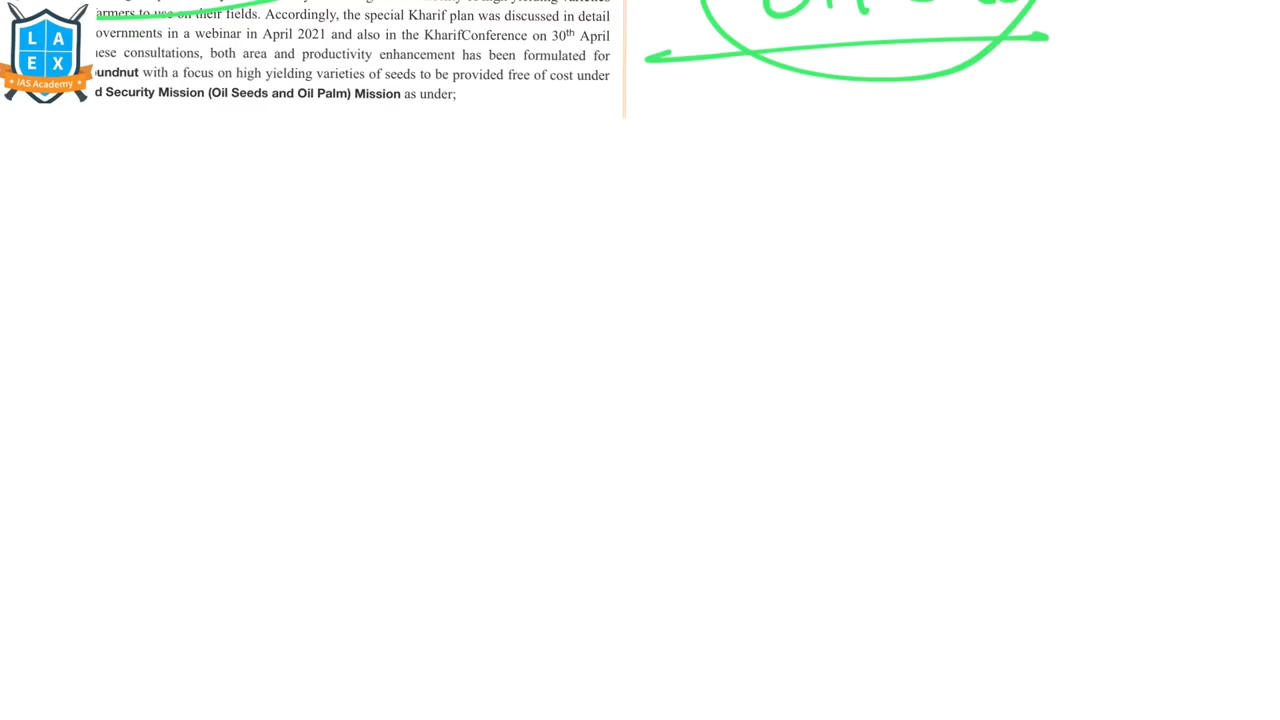 armers to use on their fields. Accordingly, the special Kharif plan was discussed in detail
overnments in a webinar in April 2021 and also in the KharifConference on 30th April
ese consultations, both area and productivity enhancement has been formulated for
undnut with a focus on high yielding varieties of seeds to be provided free of cost under
d Security Mission (Oil Seeds and Oil Palm) Mission as under;
L A
E X
IAS Academy